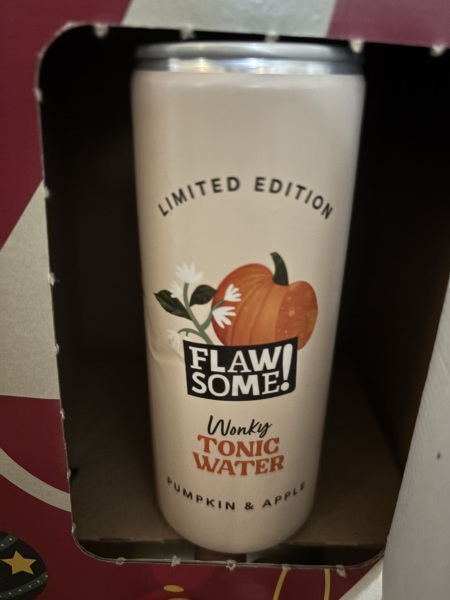 LIMITED EDITION
FLAW
SOME!
Wonky
TONIC
WATER
PUMPKIN & APPLE